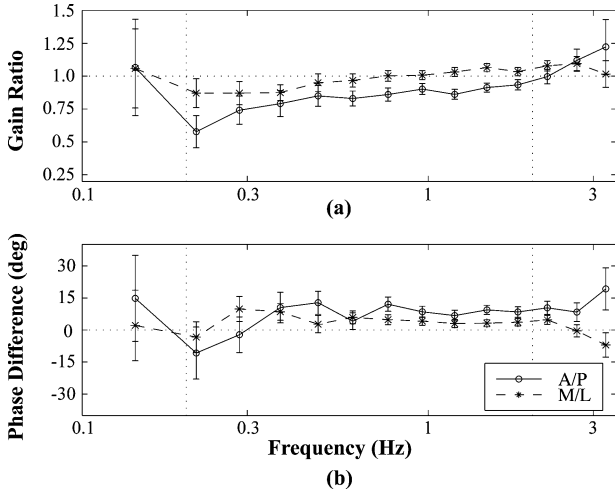 (a)
1.5
1.25
1.0
0.75
0.5
0.25
Gain Ratio
0.1
0.3
1
3
(a)
Phase Difference (deg)
30
15
0
-15
-30
A/P
M/L
0.1
0.3
1
3
Frequency (Hz)
(b)